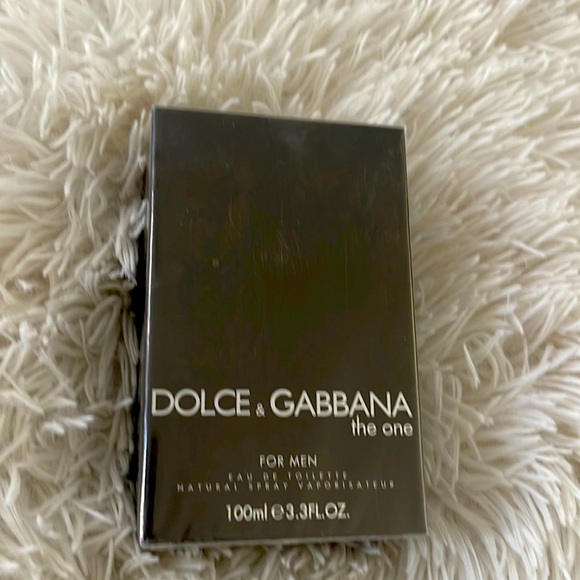 DOLCE & GABBANA
the one
FOR MEN
EAU DE TOILETTE
NATURAL SPRAY VAPORISATEUR
100ml ℮3.3FL.OZ.